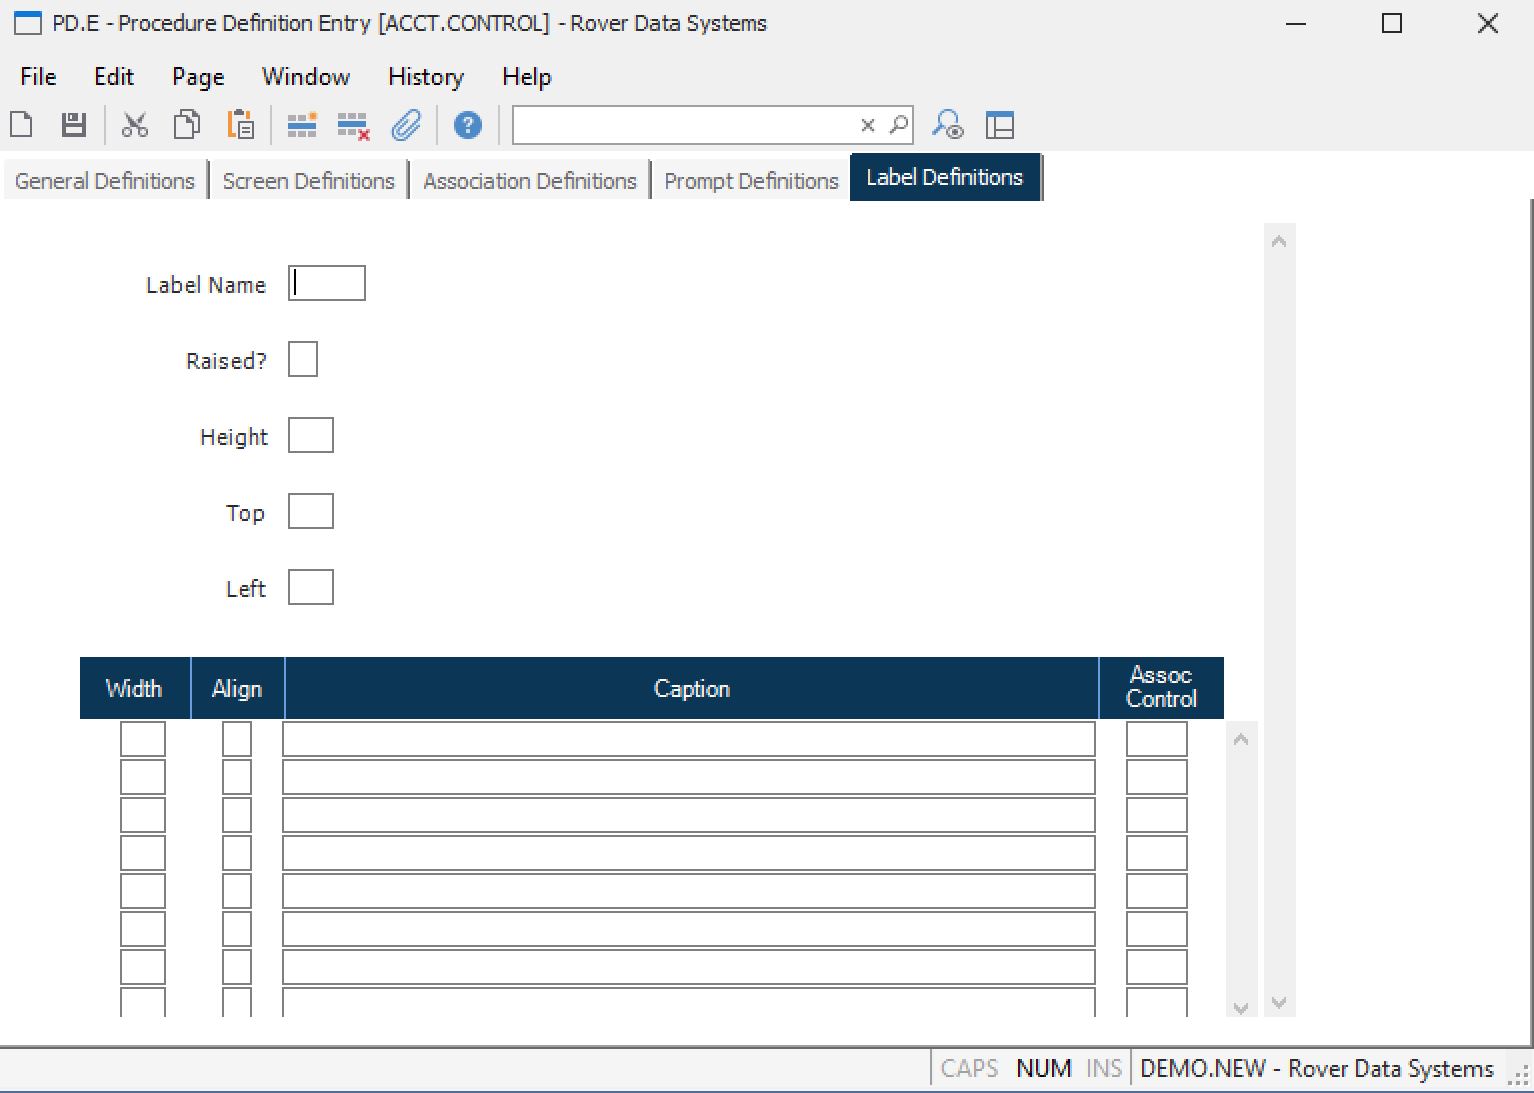 PD.E - Procedure Definition Entry [ACCT.CONTROL] - Rover Data Systems
File Edit Page Window History Help
General Definitions Screen Definitions Association Definitions Prompt Definitions Label Definitions
Label Name
Raised?
Height
Top
Left
Width Align Caption Assoc Control
CAPS NUM INS DEMO.NEW - Rover Data Systems